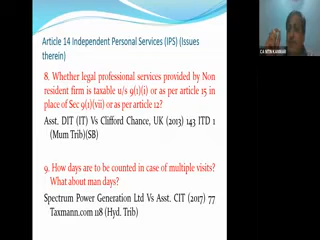 Article 14 Independent Personal Services (IPS) (Issues
therein)
8. Whether legal professional services provided by Non
resident firm is taxable u/s 9(1)(i) or as per article 15 in
place of Sec 9(1)(vii) or as per article 12?
Asst. DIT (IT) Vs Clifford Chance, UK (2013) 143 ITD 1
(Mum Trib)(SB)
9. How days are to be counted in case of multiple visits?
What about man days?
Spectrum Power Generation Ltd Vs Asst. CIT (2017) 77
Taxmann.com 118 (Hyd. Trib)